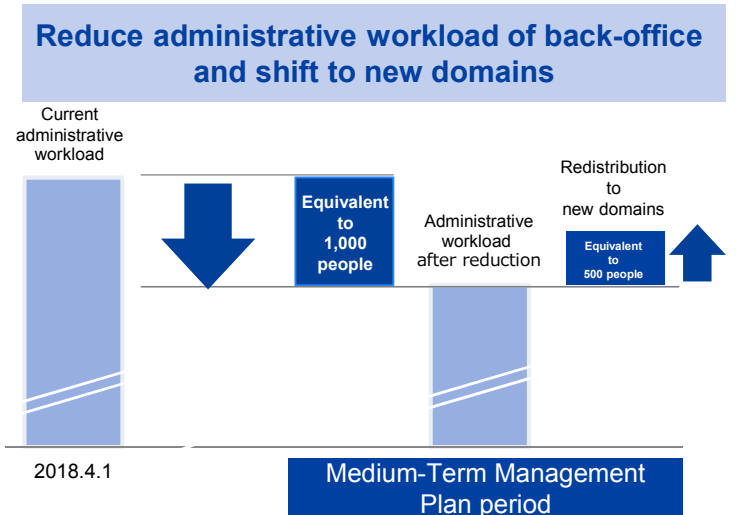 Reduce administrative workload of back-office
and shift to new domains
Current
administrative
workload
Equivalent
to
1,000
people
Administrative
workload
after reduction
Redistribution
to
new domains
Equivalent
to
500 people
2018.4.1
Medium-Term Management
Plan period